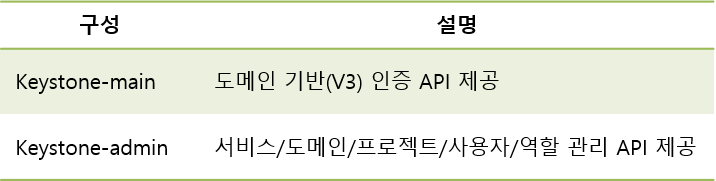 구성 설명
Keystone-main 도메인 기반(V3) 인증 API 제공
Keystone-admin 서비스/도메인/프로젝트/사용자/역할 관리 API 제공